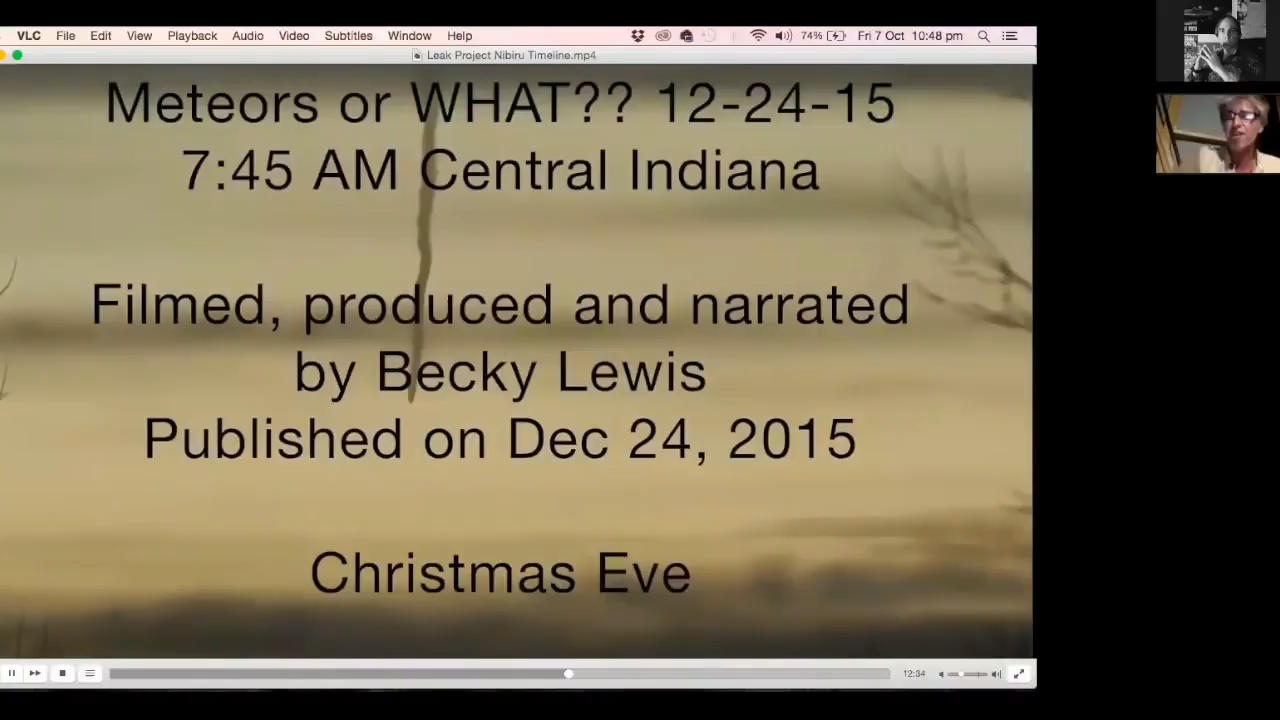 VLC File Edit View Playback Audio Video Subtitles Window Help 74% Fri 7 Oct 10:48 pm
Leak Project Nibiru Timeline.mp4
Meteors or WHAT?? 12-24-15
7:45 AM Central Indiana
Filmed, produced and narrated
by Becky Lewis
Published on Dec 24, 2015
Christmas Eve
12:34